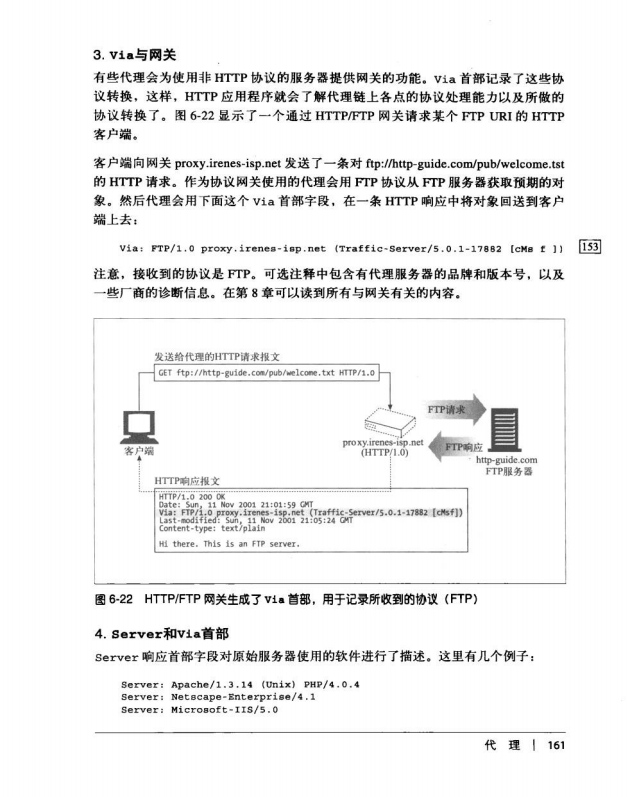 3. Via与网关
有些代理会为使用非 HTTP 协议的服务器提供网关的功能。Via 首部记录了这些协
议转换，这样，HTTP 应用程序就会了解代理链上各点的协议处理能力以及所做的
协议转换了。图 6-22 显示了一个通过 HTTP/FTP 网关请求某个 FTP URI 的 HTTP
客户端。
客户端向网关 proxy.irenes-isp.net 发送了一条对 ftp://http-guide.com/pub/welcome.tst
的 HTTP 请求。作为协议网关使用的代理会用 FTP 协议从 FTP 服务器获取预期的对
象。然后代理会用下面这个 Via 首部字段，在一条 HTTP 响应中将对象回送到客户
端上去：
Via: FTP/1.0 proxy.irenes-isp.net (Traffic-Server/5.0.1-17882 [cMs f ])
153
注意，接收到的协议是 FTP。可选注释中包含有代理服务器的品牌和版本号，以及
一些厂商的诊断信息。在第 8 章可以读到所有与网关有关的内容。
发送给代理的HTTP请求报文
GET ftp://http-guide.com/pub/welcome.txt HTTP/1.0
FTP请求
客户端
proxy.irenes-isp.net
(HTTP/1.0)
FTP响应
http-guide.com
FTP服务器
HTTP响应报文
HTTP/1.0 200 OK
Date: Sun, 11 Nov 2001 21:01:59 GMT
Via: FTP/1.0 proxy.irenes-isp.net (Traffic-Server/5.0.1-17882 [cMsf])
Last-modified: Sun, 11 Nov 2001 21:05:24 GMT
Content-type: text/plain
Hi there. This is an FTP server.
图 6-22 HTTP/FTP 网关生成了 Via 首部，用于记录所收到的协议（FTP）
4. Server和Via首部
Server 响应首部字段对原始服务器使用的软件进行了描述。这里有几个例子：
Server: Apache/1.3.14 (Unix) PHP/4.0.4
Server: Netscape-Enterprise/4.1
Server: Microsoft-IIS/5.0
代 理 | 161